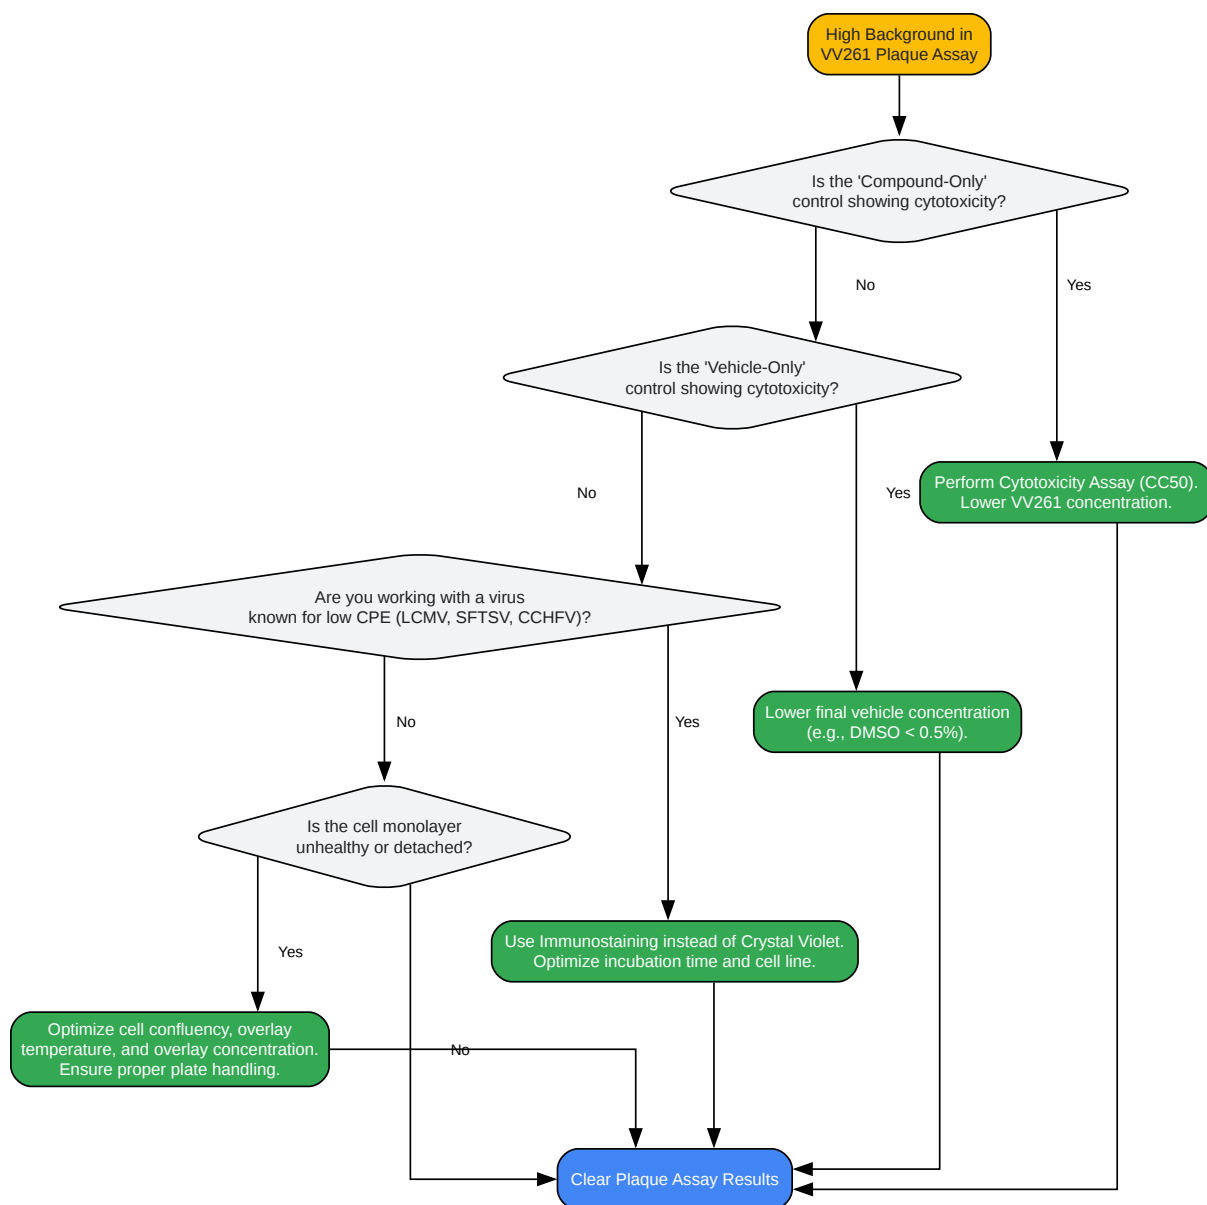 High Background in
VV261 Plaque Assay
Is the 'Compound-Only'
control showing cytotoxicity?
No
Yes
Is the 'Vehicle-Only'
control showing cytotoxicity?
No
Yes
Perform Cytotoxicity Assay (CC50).
Lower VV261 concentration.
Are you working with a virus
known for low CPE (LCMV, SFTSV, CCHFV)?
No
Yes
Lower final vehicle concentration
(e.g., DMSO < 0.5%).
Is the cell monolayer
unhealthy or detached?
Yes
Use Immunostaining instead of Crystal Violet.
Optimize incubation time and cell line.
Optimize cell confluency, overlay
temperature, and overlay concentration.
Ensure proper plate handling.
No
Clear Plaque Assay Results